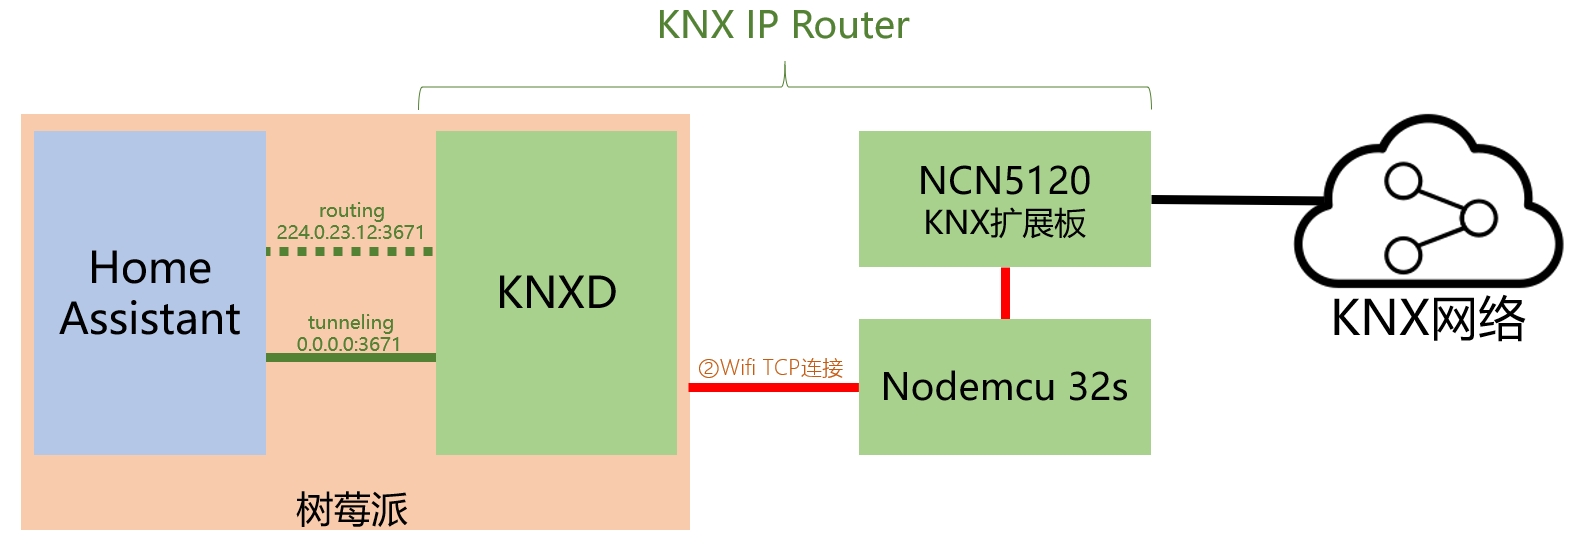 KNX IP Router
Home
Assistant
routing
224.0.23.12:3671
tunneling
0.0.0.0:3671
KNXD
树莓派
②Wifi TCP连接
NCN5120
KNX扩展板
Nodemcu 32s
KNX网络